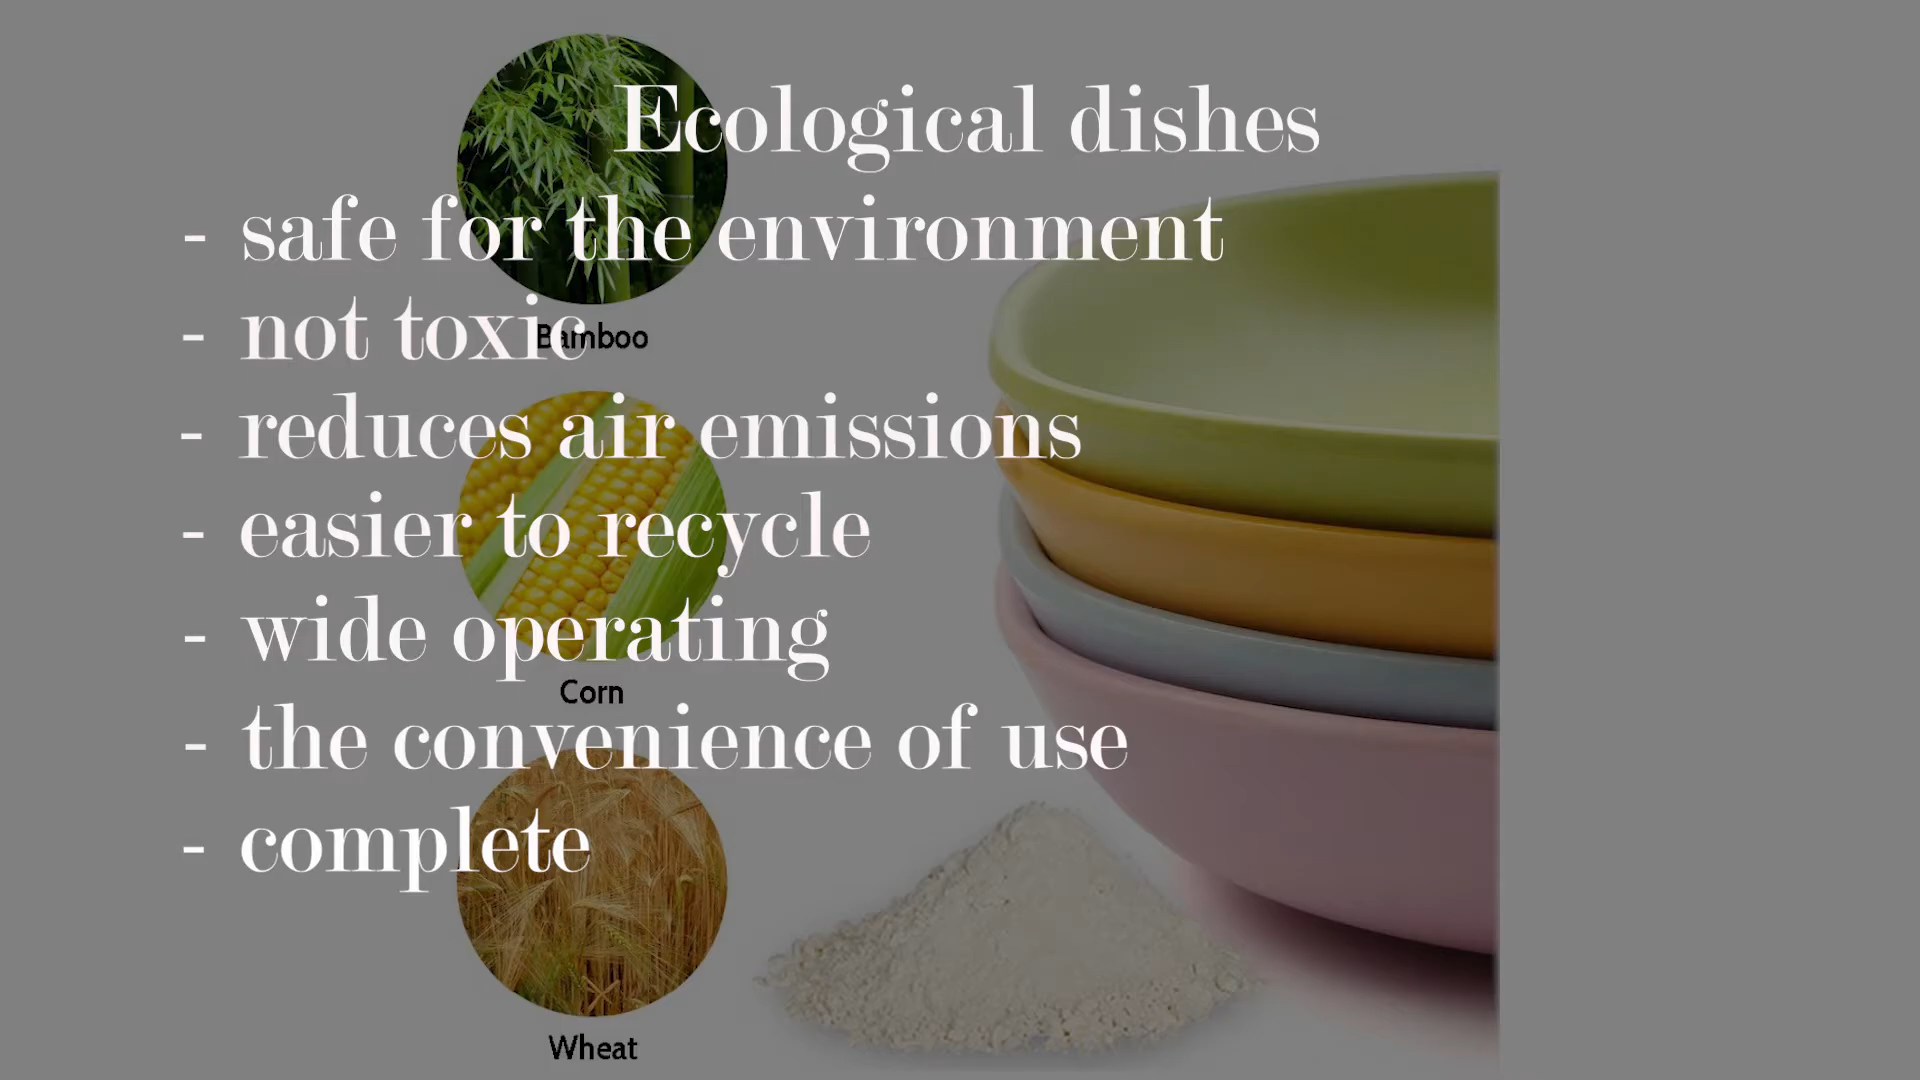 Ecological dishes
- safe for the environment
- not toxic
Bamboo
- reduces air emissions
- easier to recycle
- wide operating
Corn
- the convenience of use
- complete
Wheat